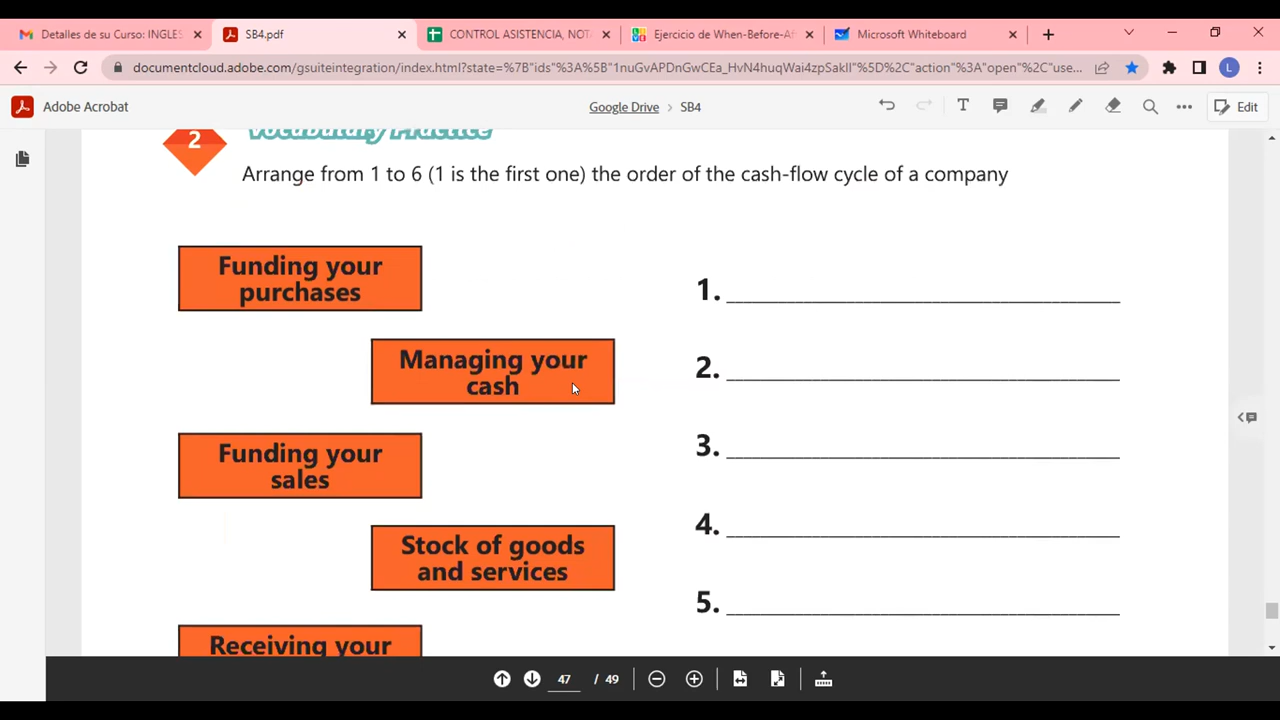 Detalles de su Curso: INGLES
SB4.pdf
CONTROL ASISTENCIA, NOT
Ejercicio de When-Before-Af
Microsoft Whiteboard
documentcloud.adobe.com/gsuiteintegration/index.html?state=%7B"ids"%3A%5B"1nuGvAPDnGwCEa_HvN4huqWai4zpSakII"%5D%2C"action"%3A"open"%2C"use...
L
Adobe Acrobat
Google Drive > SB4
Edit
2
Vocabulary Practice
Arrange from 1 to 6 (1 is the first one) the order of the cash-flow cycle of a company
Funding your
purchases
Managing your
cash
Funding your
sales
Stock of goods
and services
Receiving your
1.
2.
3.
4.
5.
47 / 49